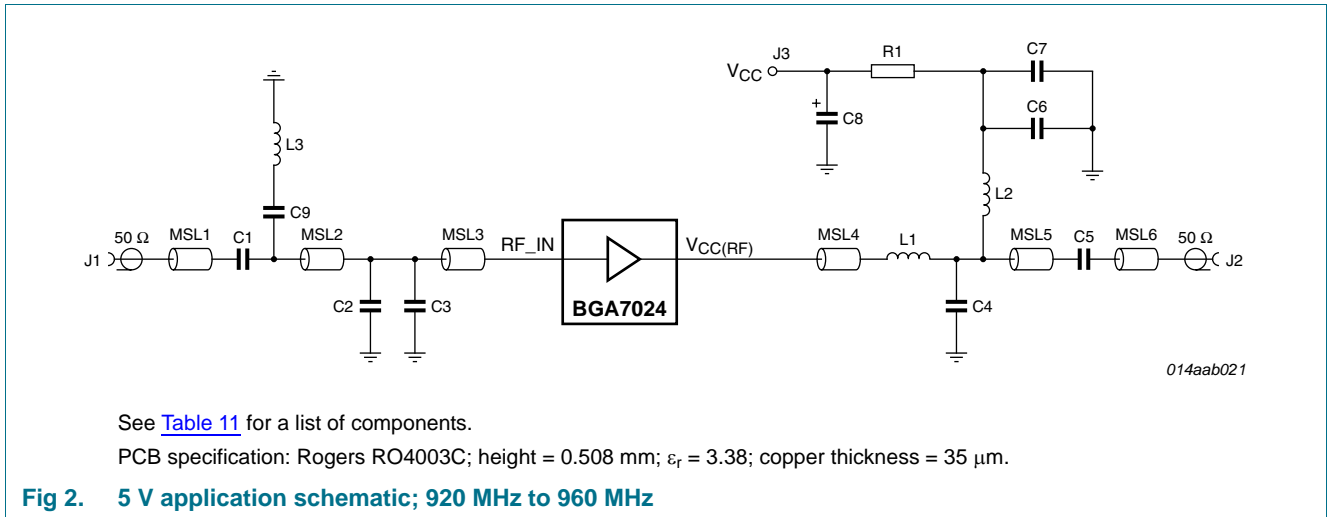 J3
R1
C7
VCC
C6
+
C8
L3
L2
C9
50 Ω
MSL1
C1
MSL2
MSL3
RF_IN
VCC(RF)
MSL4
L1
MSL5
C5
MSL6
50 Ω
J1
J2
C2
C3
BGA7024
C4
014aab021
See Table 11 for a list of components.
PCB specification: Rogers RO4003C; height = 0.508 mm; εr = 3.38; copper thickness = 35 μm.
Fig 2. 5 V application schematic; 920 MHz to 960 MHz